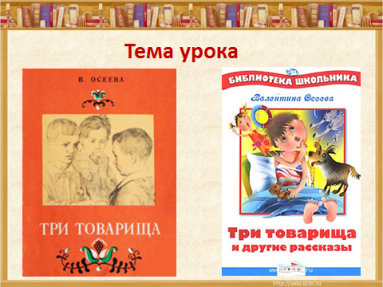 Тема урока
В. ОСЕЕВА
ТРИ ТОВАРИЩА
БИБЛИОТЕКА ШКОЛЬНИКА
Валентина Осеева
Три товарища
и другие рассказы